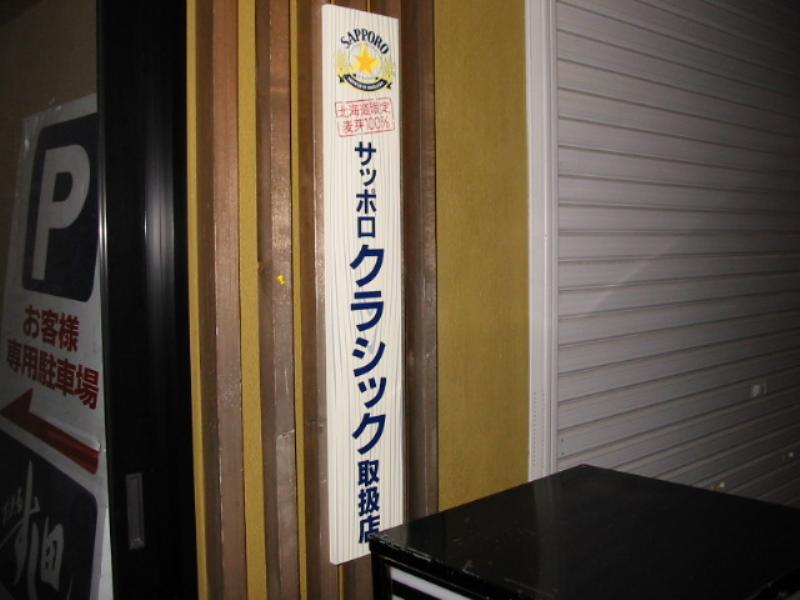 P
お客様
専用駐車場
SAPPORO
北海道限定
麦芽100%
サッポロクラシック取扱店